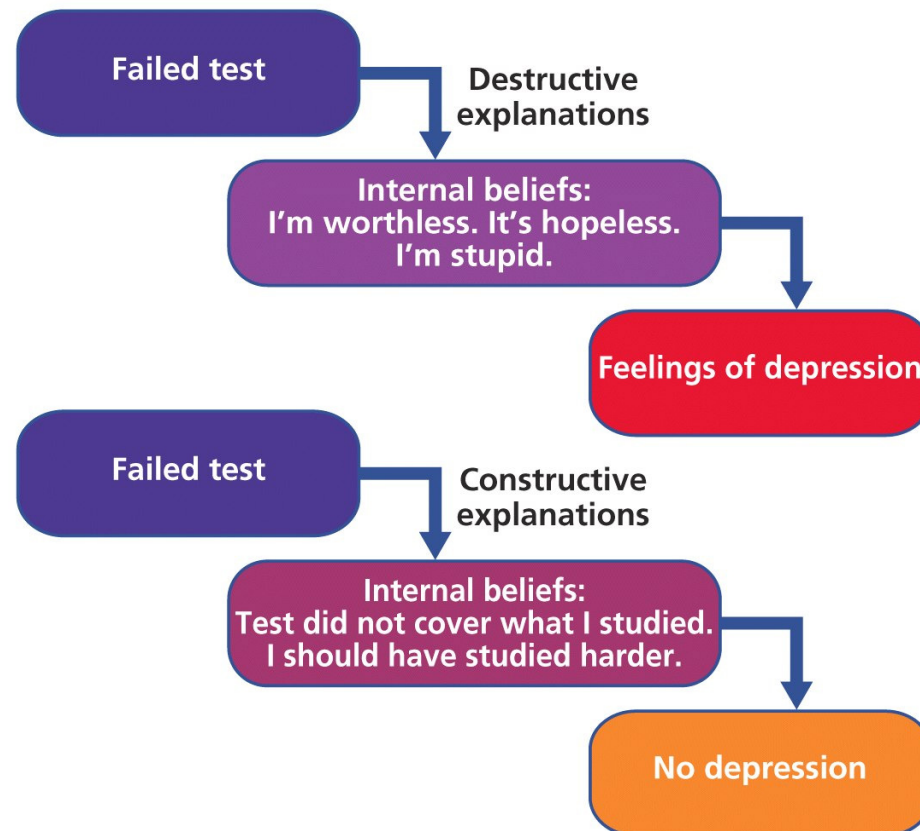 Failed test
Destructive
explanations
Internal beliefs:
I'm worthless. It's hopeless.
I'm stupid.
Feelings of depression
Failed test
Constructive
explanations
Internal beliefs:
Test did not cover what I studied.
I should have studied harder.
No depression